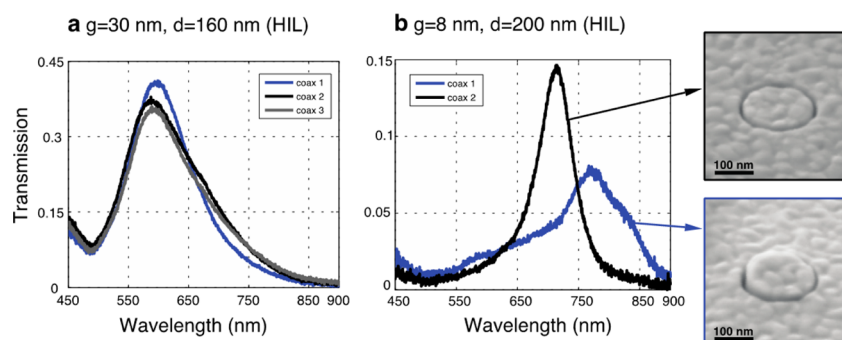 a g=30 nm, d=160 nm (HIL)
0.45
0.3
0.15
0
Transmission
coax 1
coax 2
coax 3
450 550 650 750 850 900
Wavelength (nm)
b g=8 nm, d=200 nm (HIL)
0.15
0.1
0.05
0
coax 1
coax 2
450 550 650 750 850 900
Wavelength (nm)
100 nm
100 nm